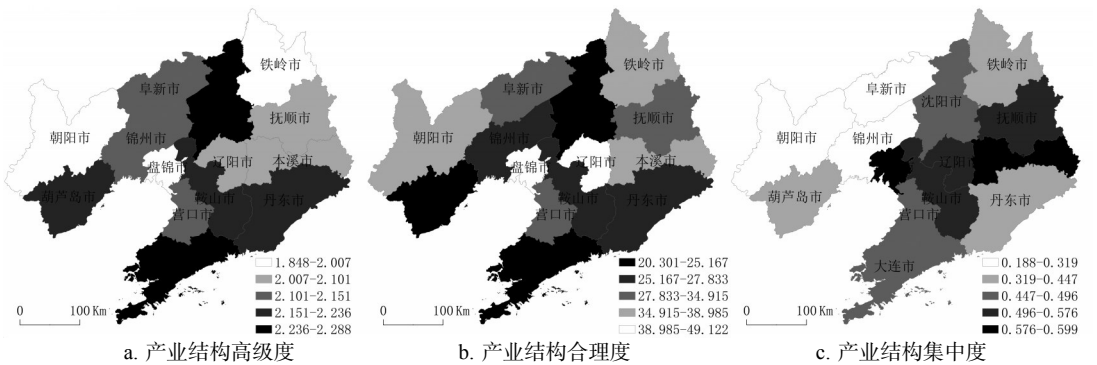 铁岭市
阜新市
抚顺市
朝阳市
锦州市
盘锦市
辽阳市
本溪市
葫芦岛市
鞍山市
丹东市
营口市
1.848-2.007
2.007-2.101
2.101-2.151
2.151-2.236
2.236-2.288
0 100 Km
a. 产业结构高级度
铁岭市
阜新市
抚顺市
朝阳市
锦州市
盘锦市
辽阳市
本溪市
鞍山市
丹东市
营口市
20.301-25.167
25.167-27.833
27.833-34.915
34.915-38.985
38.985-49.122
0 100 Km
b. 产业结构合理度
铁岭市
阜新市
沈阳市
抚顺市
朝阳市
锦州市
辽阳市
葫芦岛市
鞍山市
丹东市
营口市
大连市
0.188-0.319
0.319-0.447
0.447-0.496
0.496-0.576
0.576-0.599
0 100 Km
c. 产业结构集中度